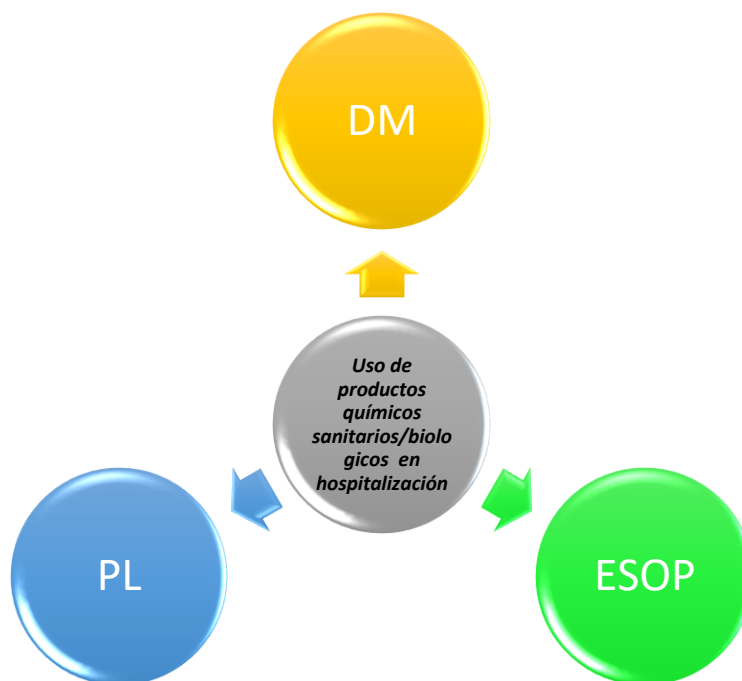 DM
Uso de
productos
químicos
sanitarios/biolo
gicos en
hospitalización
PL
ESOP